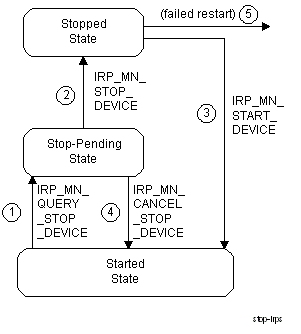 Stopped
State
(failed restart) 5
IRP_MN_
STOP_
DEVICE
2
3
IRP_MN_
START_
DEVICE
Stop-Pending
State
1
IRP_MN_
QUERY
_STOP
_DEVICE
4
IRP_MN_
CANCEL
_STOP
_DEVICE
Started
State
stop-irps